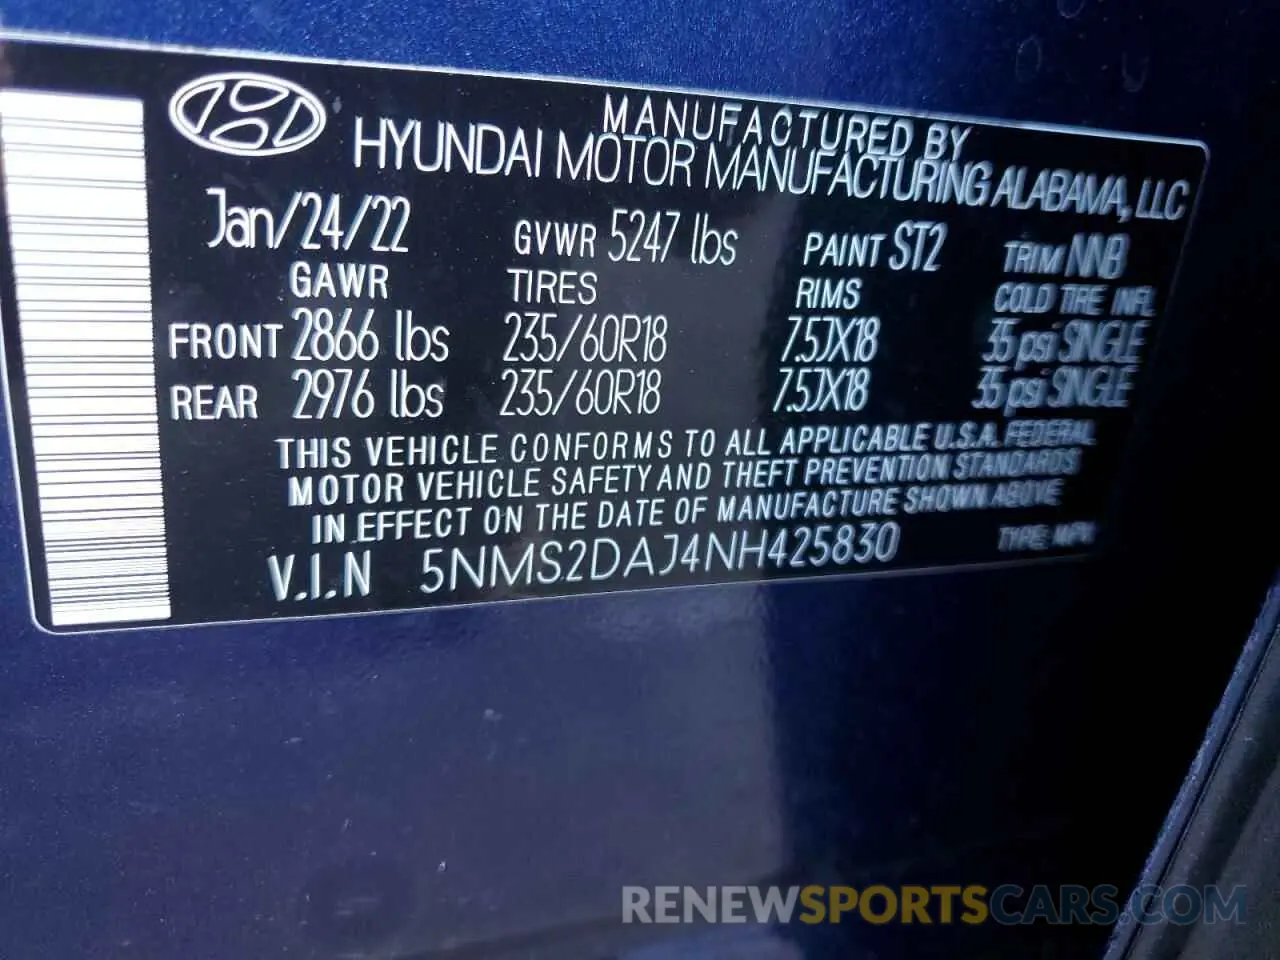 MANUFACTURED BY
HYUNDAI MOTOR MANUFACTURING ALABAMA, LLC
Jan/24/22 GVWR 5247 lbs PAINT ST2 TRIM NNB
GAWR TIRES RIMS COLD TIRE INFL
FRONT 2866 lbs 235/60R18 7.5JX18 35 psi SINGLE
REAR 2976 lbs 235/60R18 7.5JX18 35 psi SINGLE
THIS VEHICLE CONFORMS TO ALL APPLICABLE U.S.A. FEDERAL
MOTOR VEHICLE SAFETY AND THEFT PREVENTION STANDARDS
IN EFFECT ON THE DATE OF MANUFACTURE SHOWN ABOVE
V.I.N 5NMS2DAJ4NH425830 TYPE: MPV
RENEWSPORTSCARS.COM